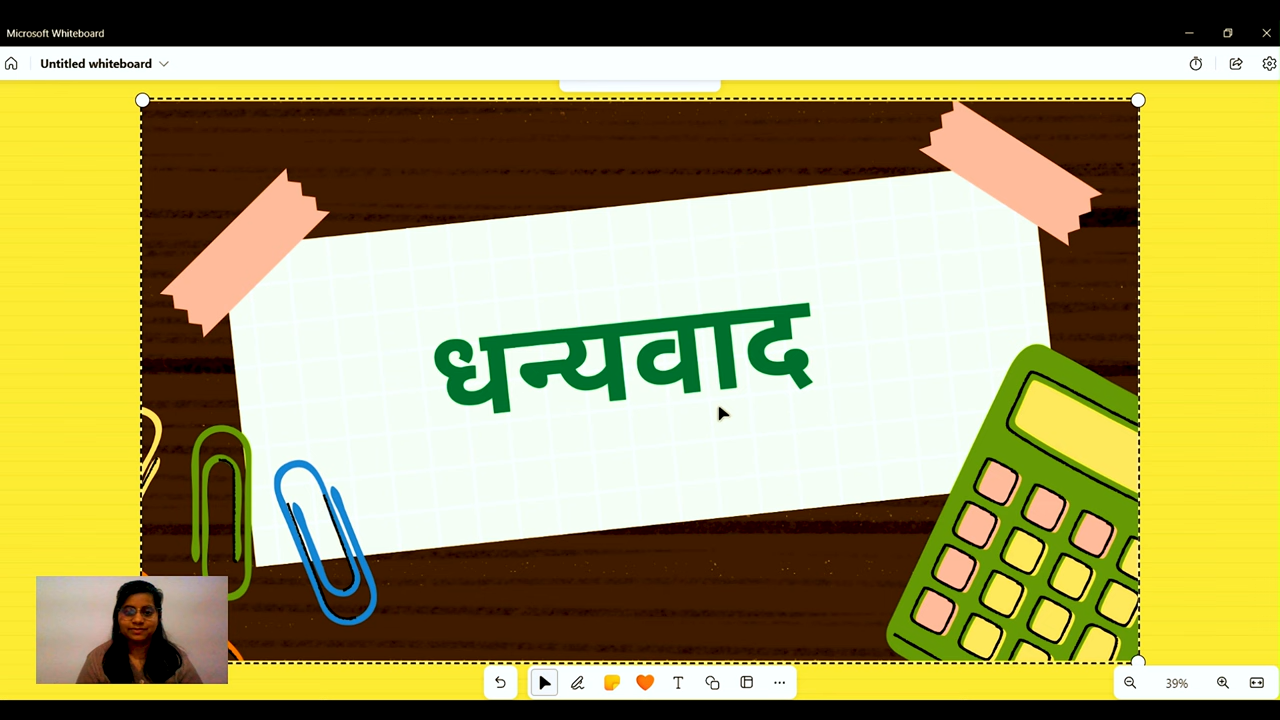 Microsoft Whiteboard
Untitled whiteboard
धन्यवाद
39%